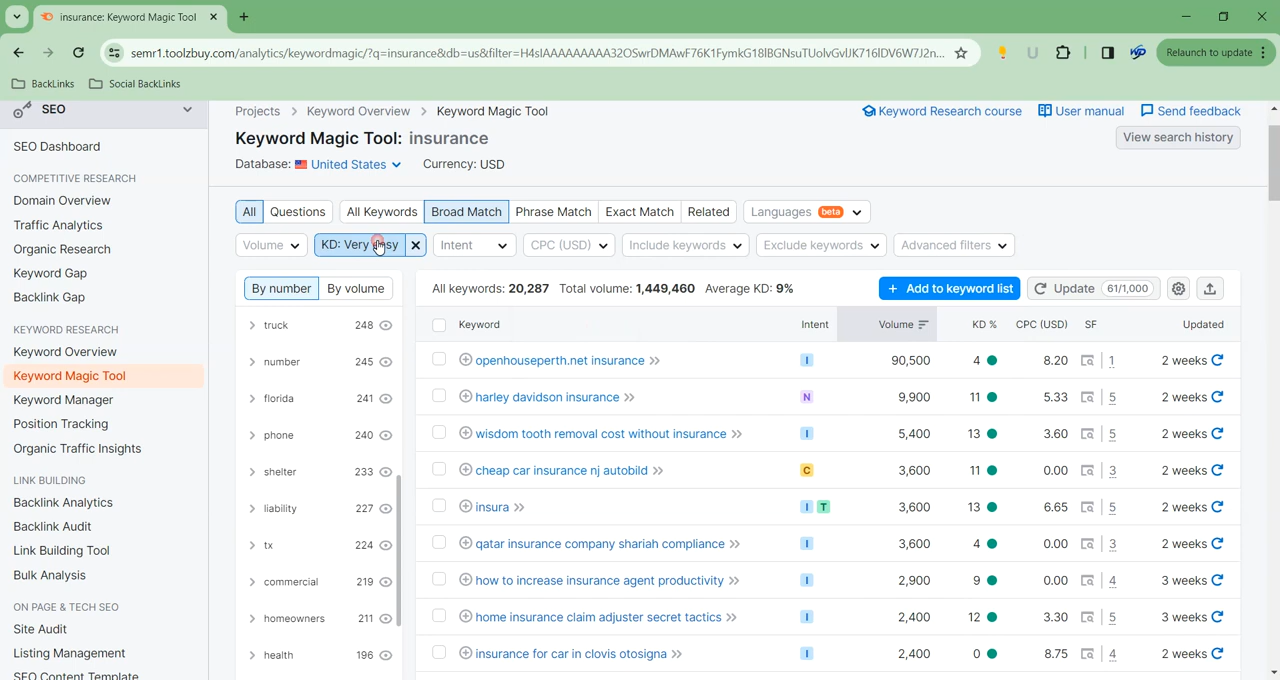 insurance: Keyword Magic Tool
semr1.toolzbuy.com/analytics/keywordmagic/?q=insurance&db=us&filter=
Relaunch to update
BackLinks Social BackLinks
SEO
Projects > Keyword Overview > Keyword Magic Tool
Keyword Research course User manual Send feedback
Keyword Magic Tool: insurance
View search history
Database: United States Currency: USD
SEO Dashboard
COMPETITIVE RESEARCH
Domain Overview
Traffic Analytics
Organic Research
Keyword Gap
Backlink Gap
KEYWORD RESEARCH
Keyword Overview
Keyword Magic Tool
Keyword Manager
Position Tracking
Organic Traffic Insights
LINK BUILDING
Backlink Analytics
Backlink Audit
Link Building Tool
Bulk Analysis
ON PAGE & TECH SEO
Site Audit
Listing Management
SEO Content Template
All Questions All Keywords Broad Match Phrase Match Exact Match Related Languages beta
Volume KD: Very easy Intent CPC (USD) Include keywords Exclude keywords Advanced filters
By number By volume
truck 248
number 245
florida 241
phone 240
shelter 233
liability 227
tx 224
commercial 219
homeowners 211
health 196
All keywords: 20,287 Total volume: 1,449,460 Average KD: 9%
+ Add to keyword list Update 61/1,000
Keyword Intent Volume KD % CPC (USD) SF Updated
openhouseperth.net insurance I 90,500 4 8.20 1 2 weeks
harley davidson insurance N 9,900 11 5.33 5 2 weeks
wisdom tooth removal cost without insurance I 5,400 13 3.60 5 2 weeks
cheap car insurance nj autobild C 3,600 11 0.00 3 2 weeks
insura I T 3,600 13 6.65 5 2 weeks
qatar insurance company shariah compliance I 3,600 4 0.00 3 2 weeks
how to increase insurance agent productivity I 2,900 9 0.00 4 3 weeks
home insurance claim adjuster secret tactics I 2,400 12 3.30 5 3 weeks
insurance for car in clovis otosigna I 2,400 0 8.75 4 2 weeks